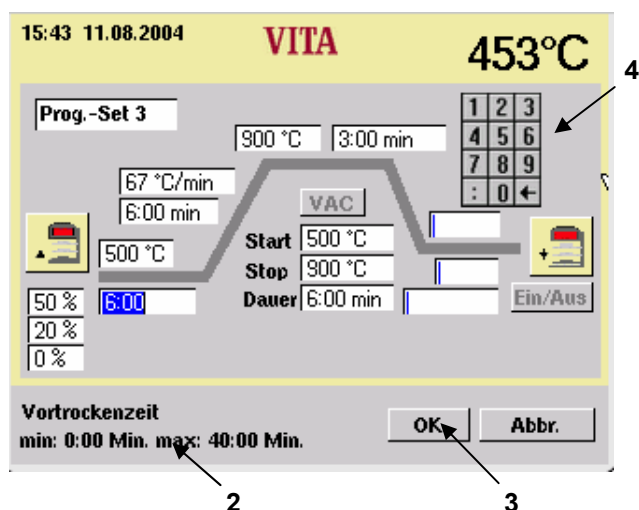 15:43 11.08.2004
VITA
453°C
4
Prog.-Set 3
1 2 3
4 5 6
7 8 9
: 0 ←
900 °C
3:00 min
67 °C/min
6:00 min
VAC
500 °C
Start 500 °C
Stop 900 °C
Dauer 6:00 min
6:00
Ein/Aus
50 %
20 %
0 %
Vortrockenzeit
min: 0:00 Min. max: 40:00 Min.
OK
Abbr.
2
3